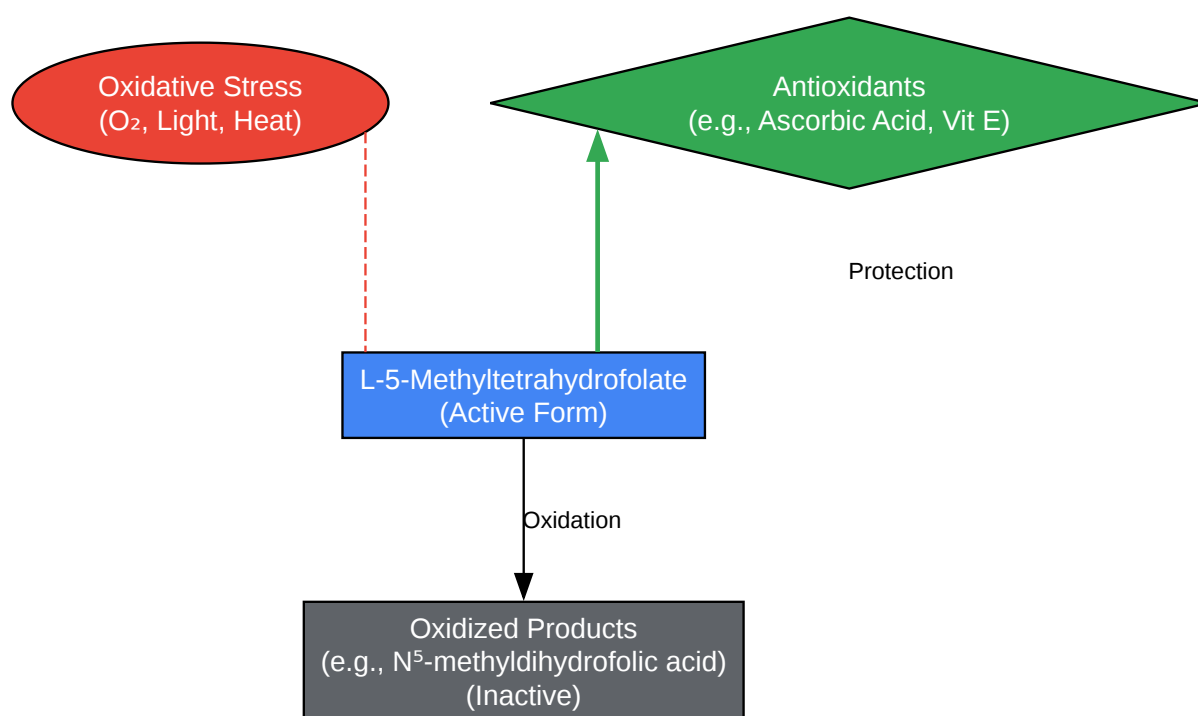 Oxidative Stress
(O₂, Light, Heat)
Antioxidants
(e.g., Ascorbic Acid, Vit E)
Protection
L-5-Methyltetrahydrofolate
(Active Form)
Oxidation
Oxidized Products
(e.g., N⁵-methyldihydrofolic acid)
(Inactive)